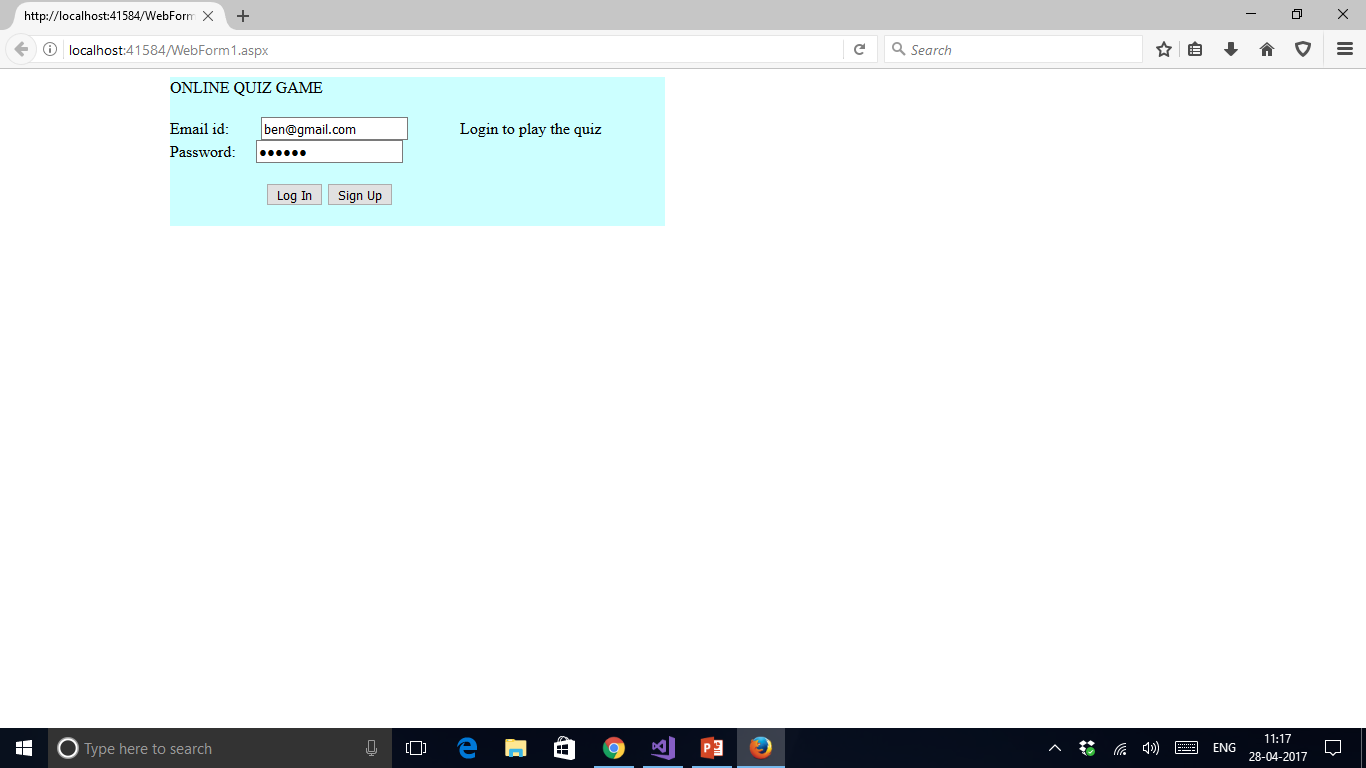 http://localhost:41584/WebForm
localhost:41584/WebForm1.aspx
Search
ONLINE QUIZ GAME
Email id: ben@gmail.com Login to play the quiz
Password: ●●●●●●
Log In Sign Up
Type here to search
ENG
11:17
28-04-2017